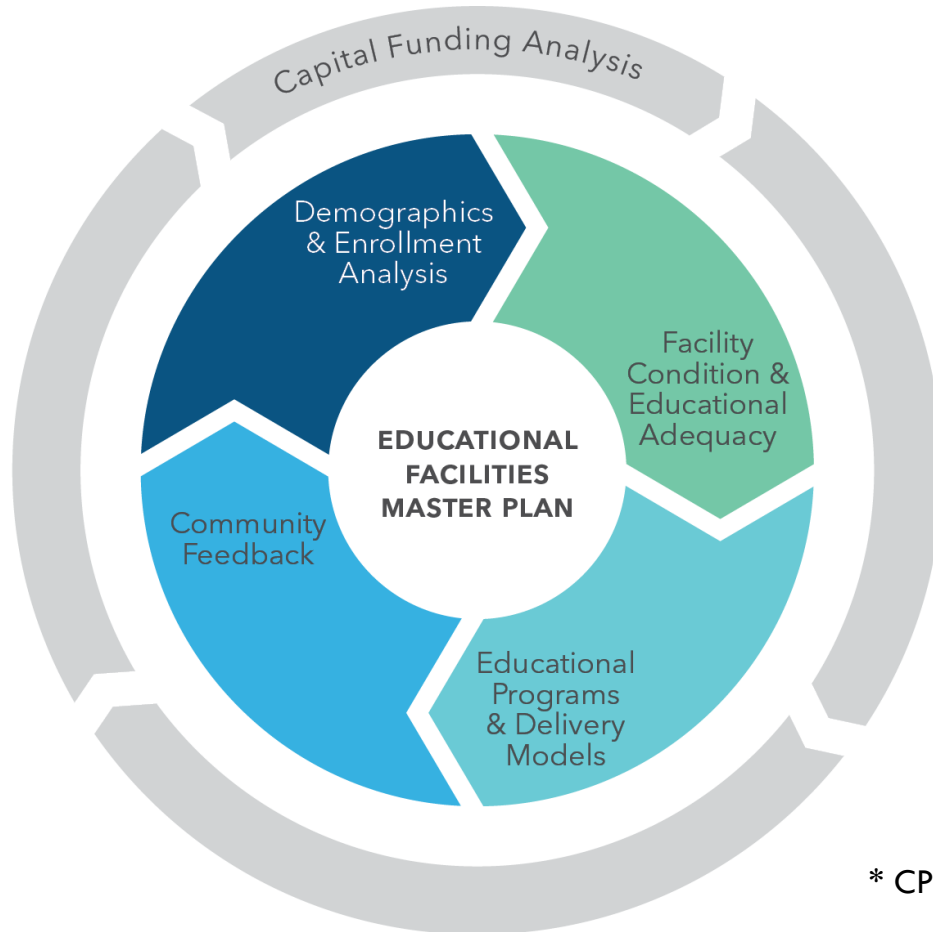 Capital Funding Analysis
Demographics
& Enrollment
Analysis
Facility
Condition &
Educational
Adequacy
EDUCATIONAL
FACILITIES
MASTER PLAN
Community
Feedback
Educational
Programs
& Delivery
Models
* CP